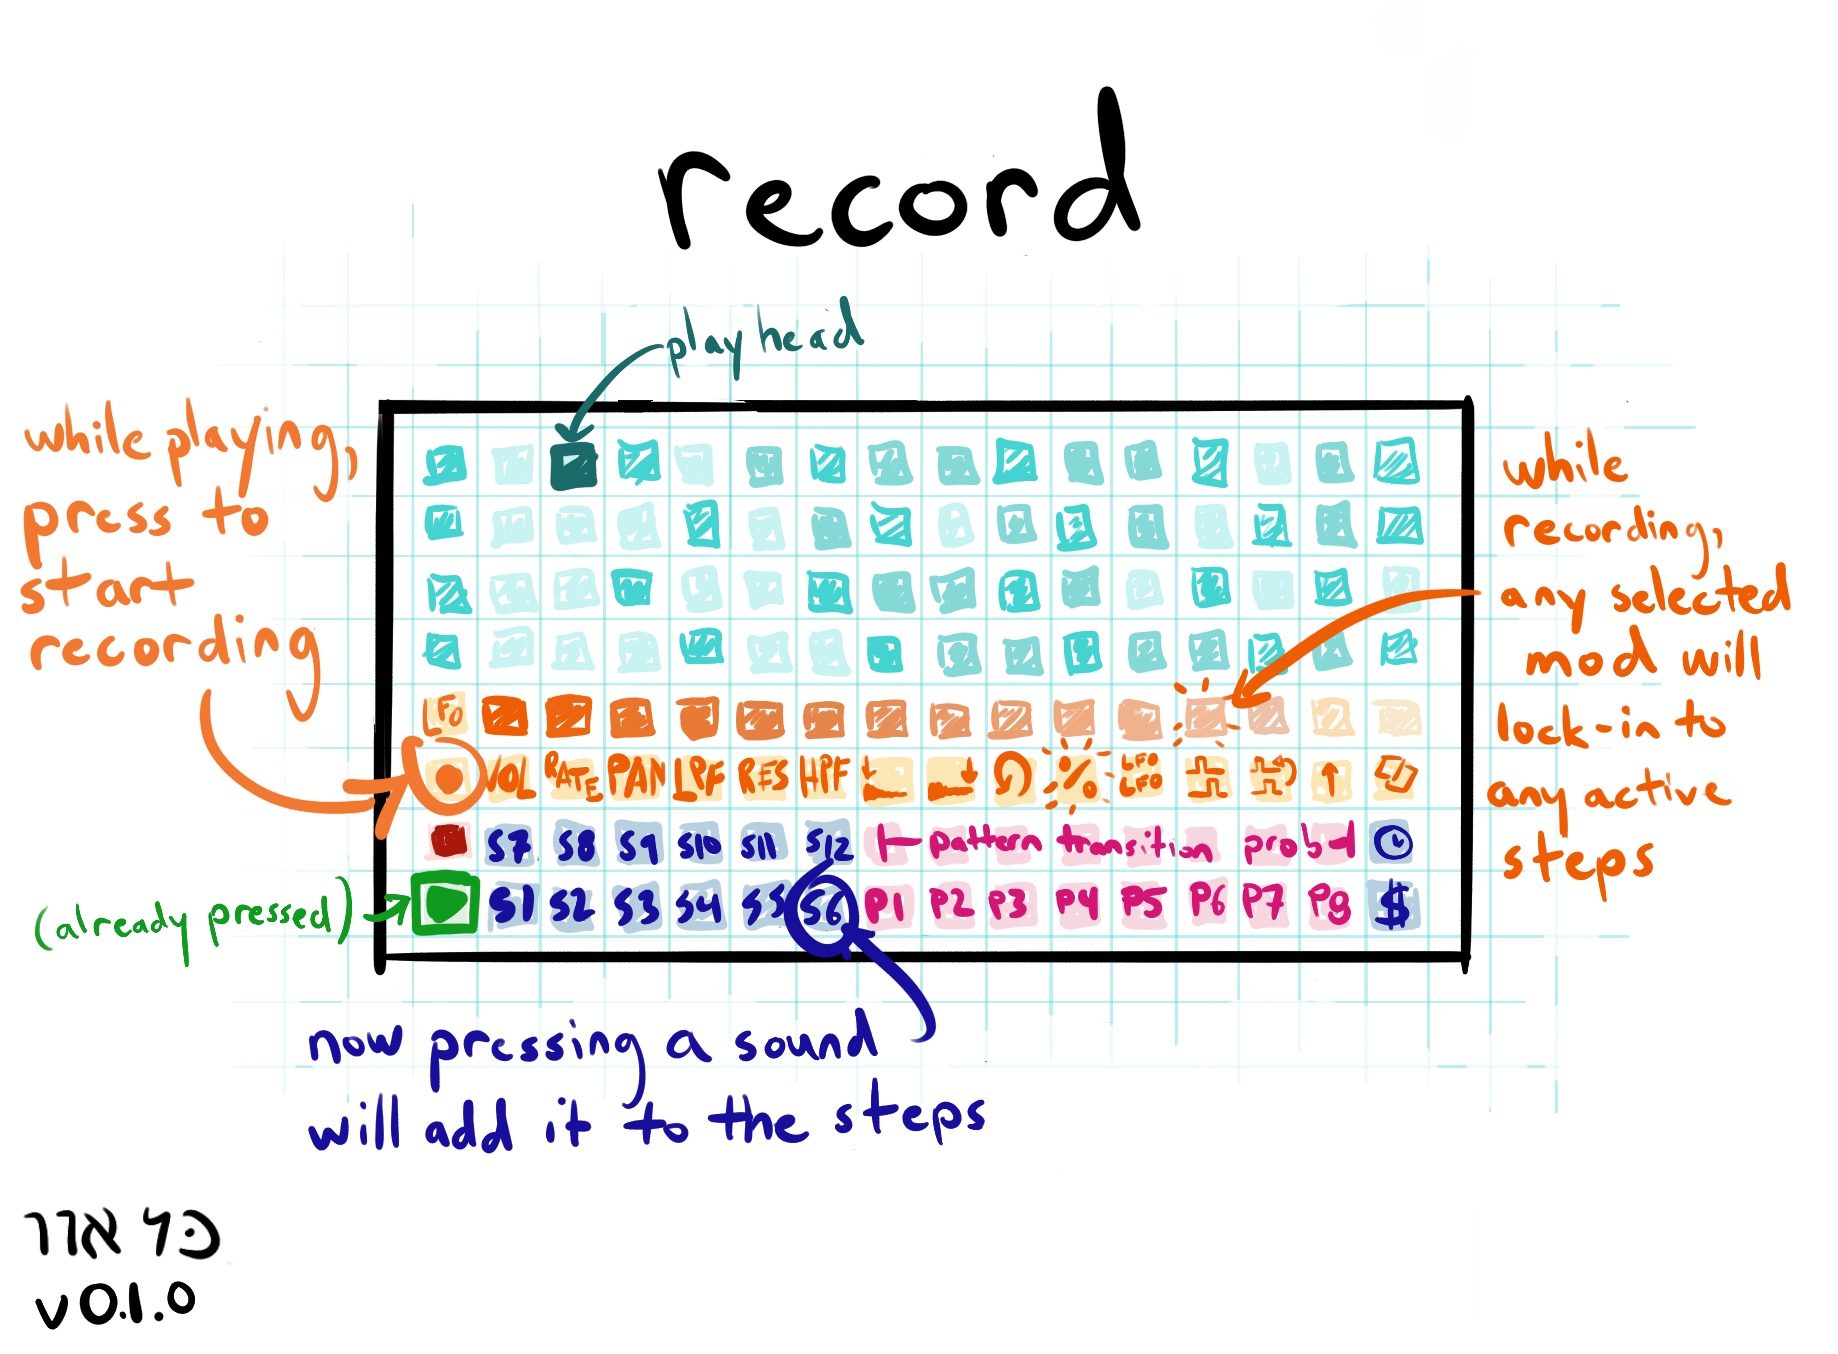 record
play head
while playing,
press to
start
recording
while
recording,
any selected
mod will
lock-in to
any active
steps
LFO
VOL RATE PAN LPF RES HPF % LFO LFO
S7 S8 S9 S10 S11 S12 pattern transition prob
(already pressed)
S1 S2 S3 S4 S5 S6 P1 P2 P3 P4 P5 P6 P7 P8 $
now pressing a sound
will add it to the steps
כּל אור
v0.1.0